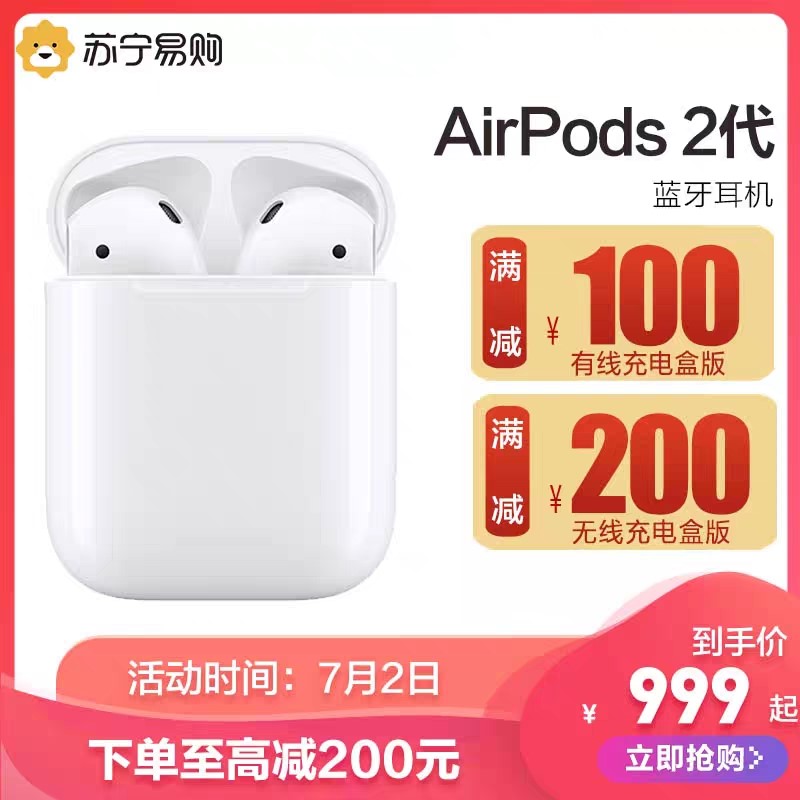 苏宁易购
AirPods 2代
蓝牙耳机
满减
¥100
有线充电盒版
满减
¥200
无线充电盒版
活动时间：7月2日
下单至高减200元
到手价
¥999起
立即抢购>